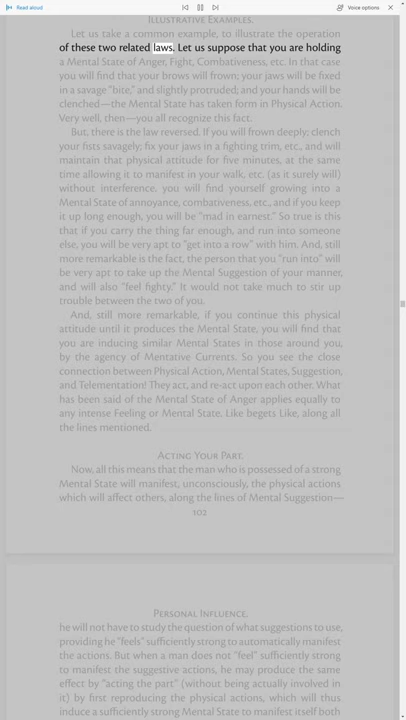 Read aloud
Voice options
ILLUSTRATIVE EXAMPLES.
Let us take a common example, to illustrate the operation
of these two related laws. Let us suppose that you are holding
a Mental State of Anger, Fight, Combativeness, etc. In that case
you will find that your brows will frown; your jaws will be fixed
in a savage "bite," and slightly protruded; and your hands will be
clenched—the Mental State has taken form in Physical Action.
Very well, then—you all recognize this fact.
But, there is the law reversed. If you will frown deeply; clench
your fists savagely; fix your jaws in a fighting trim, etc., and will
maintain that physical attitude for five minutes, at the same
time allowing it to manifest in your walk, etc. (as it surely will)
without interference, you will find yourself growing into a
Mental State of annoyance, combativeness, etc., and if you keep
it up long enough, you will be "mad in earnest." So true is this
that if you carry the thing far enough, and run into someone
else, you will be very apt to "get into a row" with him. And, still
more remarkable is the fact, the person that you "run into" will
be very apt to take up the Mental Suggestion of your manner,
and will also "feel fighty." It would not take much to stir up
trouble between the two of you.
And, still more remarkable, if you continue this physical
attitude until it produces the Mental State, you will find that
you are inducing similar Mental States in those around you,
by the agency of Mentative Currents. So you see the close
connection between Physical Action, Mental States, Suggestion,
and Telementation! They act, and re-act upon each other. What
has been said of the Mental State of Anger applies equally to
any intense Feeling or Mental State. Like begets Like, along all
the lines mentioned.
ACTING YOUR PART.
Now, all this means that the man who is possessed of a strong
Mental State will manifest, unconsciously, the physical actions
which will affect others, along the lines of Mental Suggestion—
102
PERSONAL INFLUENCE.
he will not have to study the question of what suggestions to use,
providing he "feels" sufficiently strong to automatically manifest
the actions. But when a man does not "feel" sufficiently strong
to manifest the suggestive actions, he may produce the same
effect by "acting the part" (without being actually involved in
it) by first reproducing the physical actions, which will thus
induce a sufficiently strong Mental State to manifest itself both